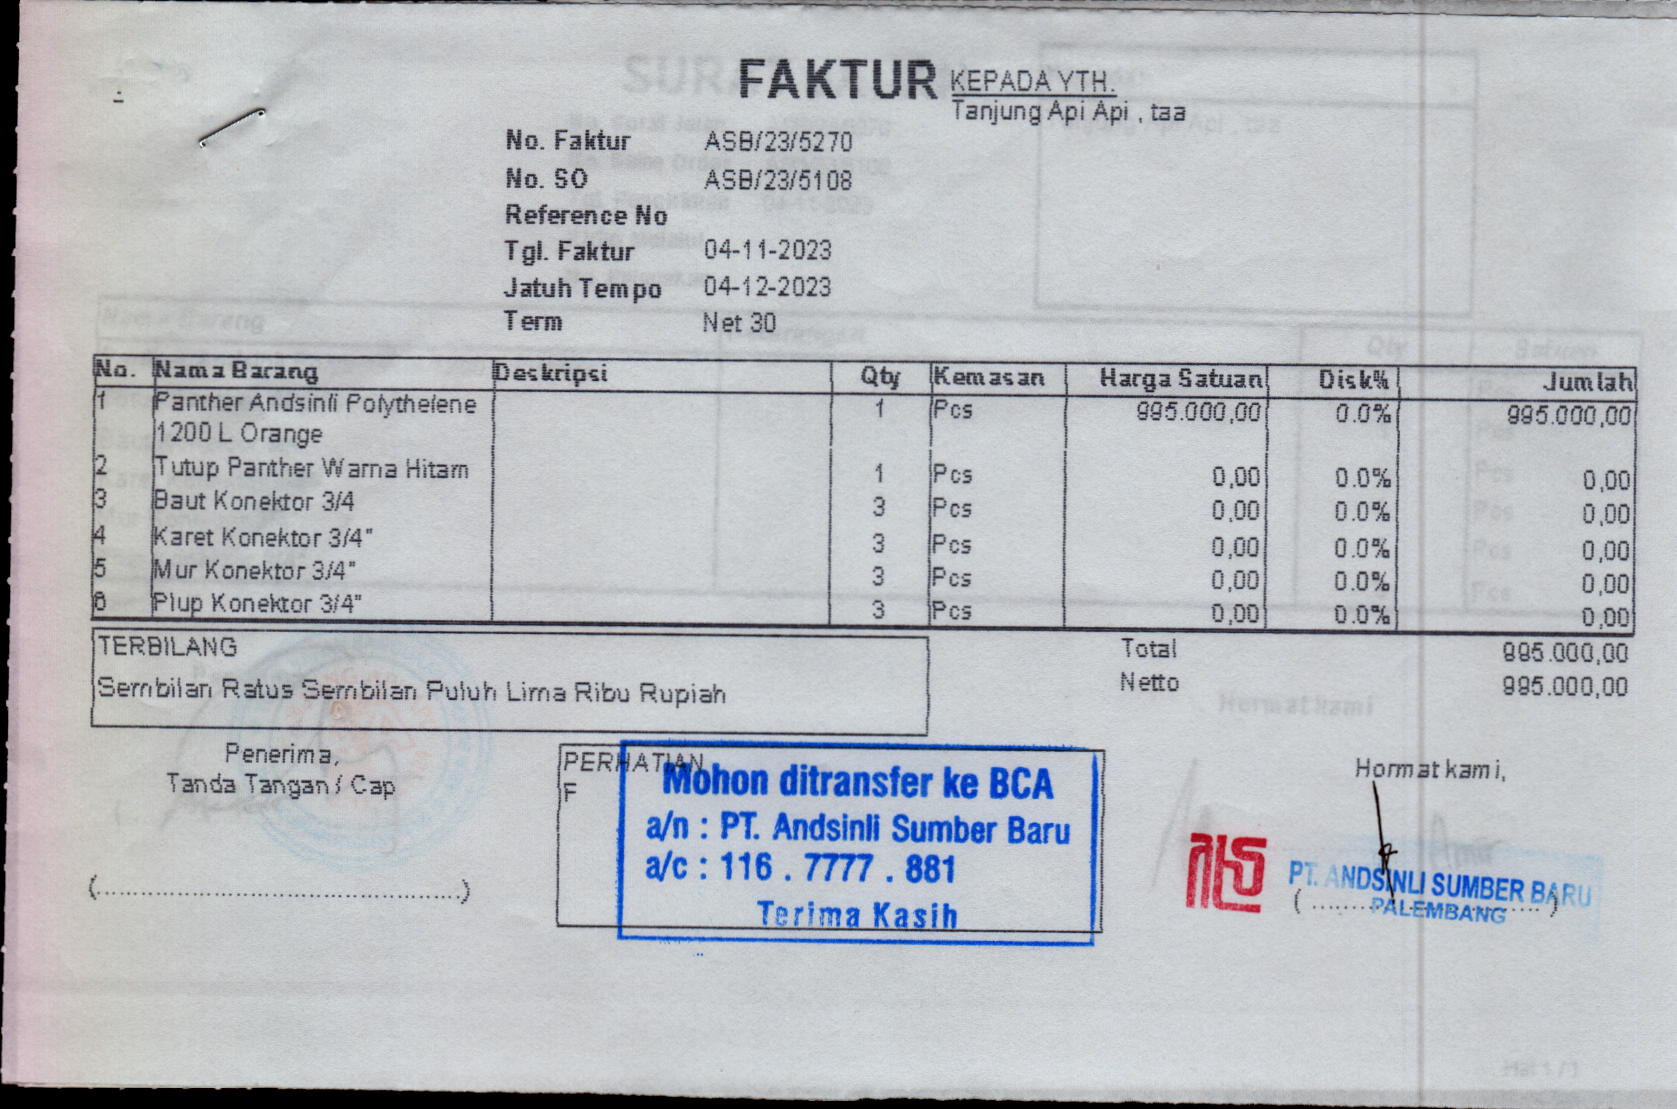 FAKTUR
KEPADA YTH.
Tanjung Api Api , taa
No. Faktur ASB/23/5270
No. SO ASB/23/5108
Reference No
Tgl. Faktur 04-11-2023
Jatuh Tempo 04-12-2023
Term Net 30
No. Nama Barang Deskripsi Qty Kemasan Harga Satuan Disk% Jumlah
1 Panther Andsinli Polythelene 1 Pcs 995.000,00 0.0% 995.000,00
1200 L Orange
2 Tutup Panther Warna Hitam 1 Pcs 0,00 0.0% 0,00
3 Baut Konektor 3/4 3 Pcs 0,00 0.0% 0,00
4 Karet Konektor 3/4" 3 Pcs 0,00 0.0% 0,00
5 Mur Konektor 3/4" 3 Pcs 0,00 0.0% 0,00
6 Plup Konektor 3/4" 3 Pcs 0,00 0.0% 0,00
TERBILANG
Sembilan Ratus Sembilan Puluh Lima Ribu Rupiah
Total 995.000,00
Netto 995.000,00
Penerima,
Tanda Tangan / Cap
(..........................................)
PERHATIAN
F
Mohon ditransfer ke BCA
a/n : PT. Andsinli Sumber Baru
a/c : 116 . 7777 . 881
Terima Kasih
Hormat kami,
PT. ANDSINLI SUMBER BARU
PALEMBANG
Hal 1 / 1